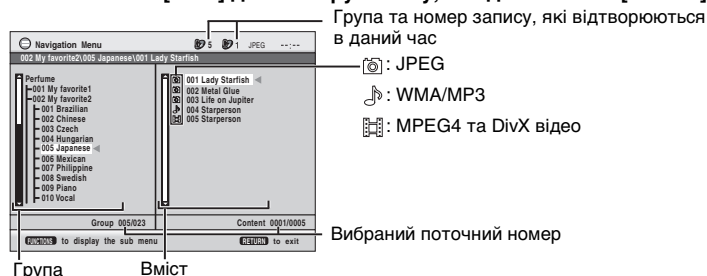 Група та номер запису, які відтворюються
в даний час
Navigation Menu
5
1
JPEG
--:--
002 My favorite2\005 Japanese\001 Lady Starfish
Perfume
001 My favorite1
002 My favorite2
001 Brazilian
002 Chinese
003 Czech
004 Hungarian
005 Japanese
006 Mexican
007 Philippine
008 Swedish
009 Piano
010 Vocal
001 Lady Starfish
002 Metal Glue
003 Life on Jupiter
004 Starperson
005 Starperson
: JPEG
: WMA/MP3
: MPEG4 та DivX відео
Group 005/023
Content 0001/0005
FUNCTIONS to display the sub menu
RETURN to exit
Вибраний поточний номер
Група
Вміст